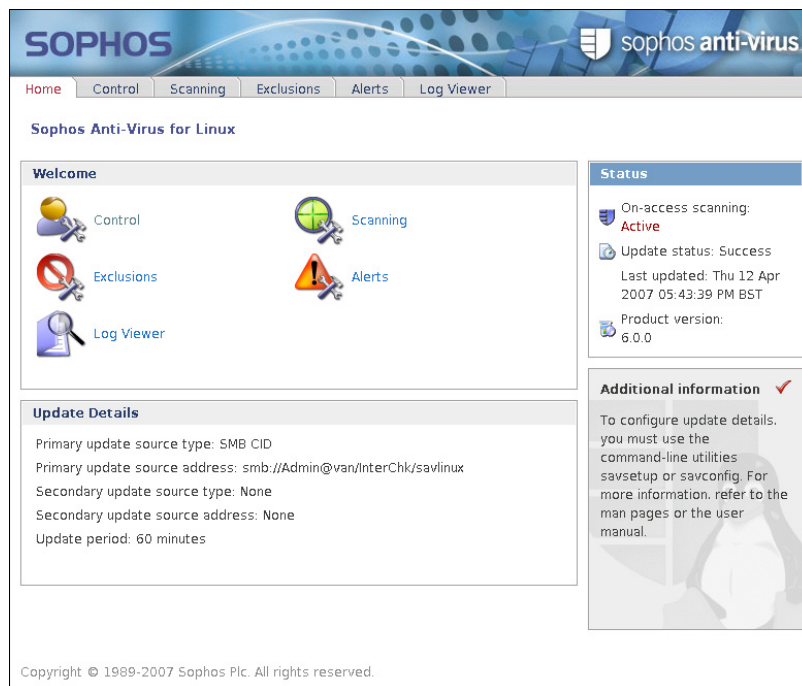 SOPHOS
sophos anti-virus
Home Control Scanning Exclusions Alerts Log Viewer
Sophos Anti-Virus for Linux
Welcome
Control
Scanning
Exclusions
Alerts
Log Viewer
Update Details
Primary update source type: SMB CID
Primary update source address: smb://Admin@van/InterChk/savlinux
Secondary update source type: None
Secondary update source address: None
Update period: 60 minutes
Status
On-access scanning:
Active
Update status: Success
Last updated: Thu 12 Apr
2007 05:43:39 PM BST
Product version:
6.0.0
Additional information
To configure update details,
you must use the
command-line utilities
savsetup or savconfig. For
more information, refer to the
man pages or the user
manual.
Copyright © 1989-2007 Sophos Plc. All rights reserved.